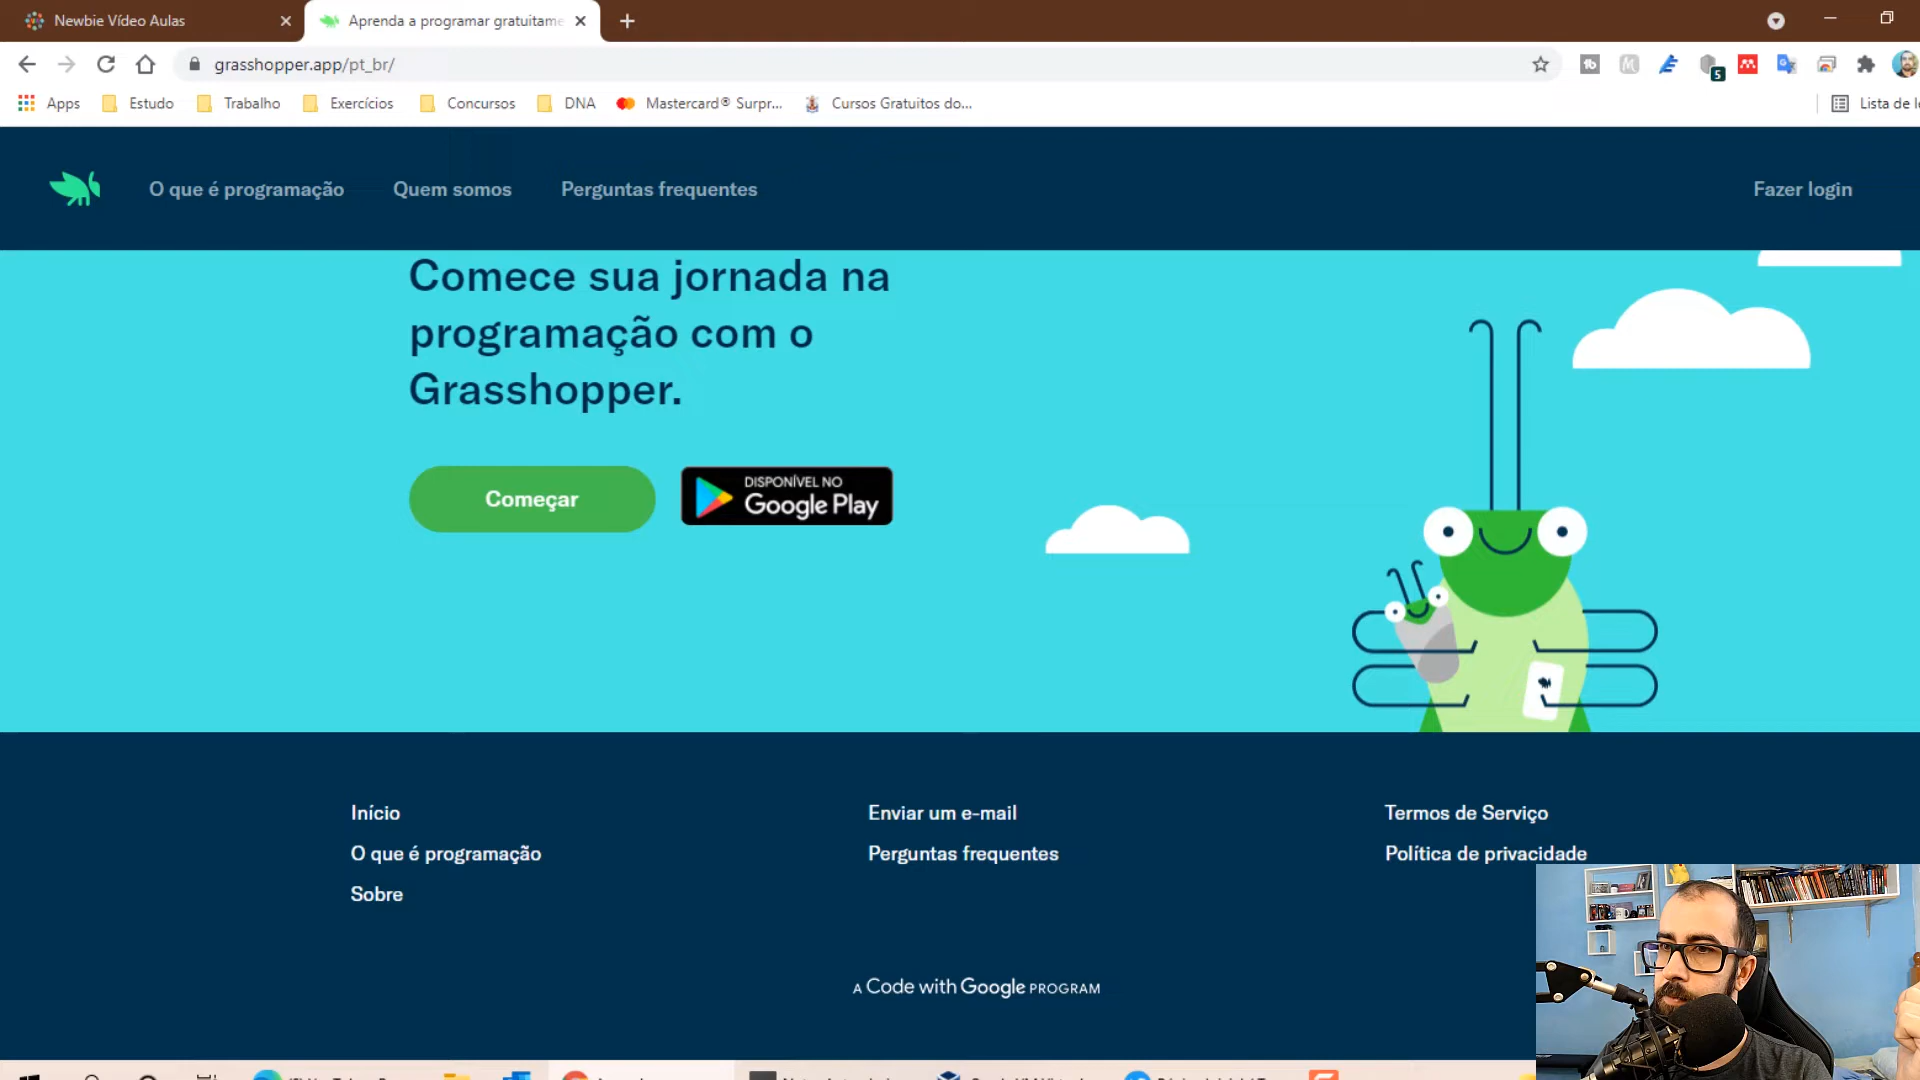 Newbie Vídeo Aulas
Aprenda a programar gratuitame
grasshopper.app/pt_br/
5
Apps
Estudo
Trabalho
Exercícios
Concursos
DNA
Mastercard® Surpr...
Cursos Gratuitos do...
Lista de
O que é programação
Quem somos
Perguntas frequentes
Fazer login
Comece sua jornada na
programação com o
Grasshopper.
Começar
DISPONÍVEL NO
Google Play
Início
Enviar um e-mail
Termos de Serviço
O que é programação
Perguntas frequentes
Política de privacidade
Sobre
A Code with Google PROGRAM